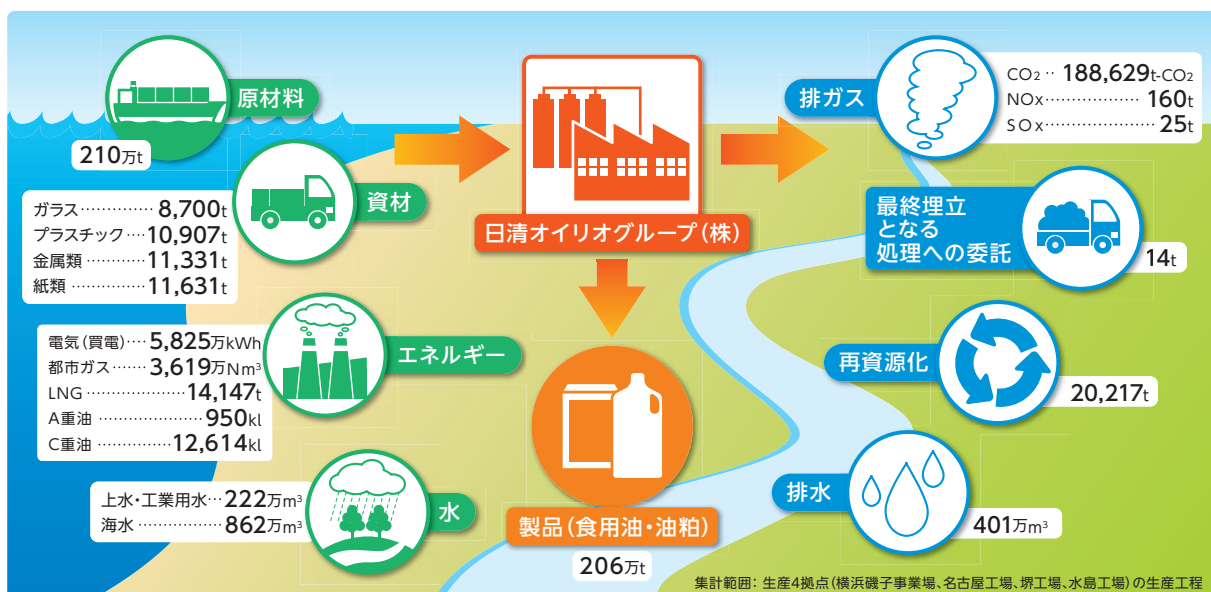 原材料
210万t
資材
ガラス…………… 8,700t
プラスチック… 10,907t
金属類………… 11,331t
紙類…………… 11,631t
エネルギー
電気(買電)… 5,825万kWh
都市ガス…… 3,619万Nm³
LNG………………… 14,147t
A重油………………… 950kl
C重油…………… 12,614kl
水
上水・工業用水… 222万m³
海水……………… 862万m³
日清オイリオグループ(株)
製品(食用油・油粕)
206万t
排ガス
CO₂‥ 188,629t-CO₂
NOx……………… 160t
SOx………………… 25t
最終埋立
となる
処理への委託
14t
再資源化
20,217t
排水
401万m³
集計範囲: 生産4拠点(横浜磯子事業場、名古屋工場、堺工場、水島工場)の生産工程